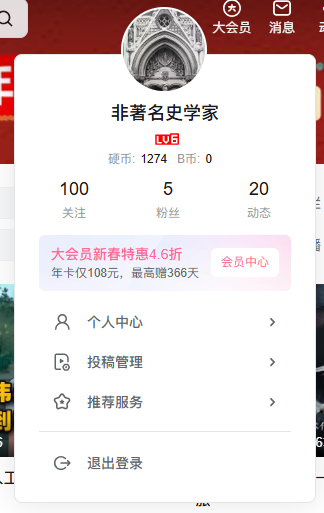 大会员 消息
非著名史学家
LV6
硬币: 1274 B币: 0
100 5 20
关注 粉丝 动态
大会员新春特惠4.6折
年卡仅108元，最高赠366天
会员中心
个人中心
投稿管理
推荐服务
退出登录